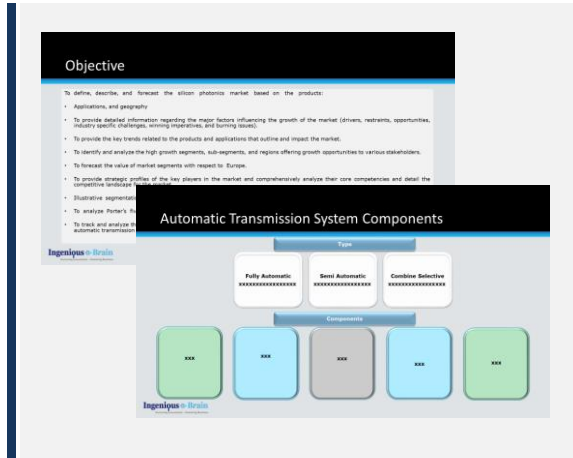 Objective
To define, describe, and forecast the silicon photonics market based on the products:
• Applications, and geography
• To provide detailed information regarding the major factors influencing the growth of the market (drivers, restraints, opportunities,
industry specific challenges, winning imperatives, and burning issues).
• To provide the key trends related to the products and applications that outline and impact the market.
• To identify and analyze the high growth segments, sub-segments, and regions offering growth opportunities to various stakeholders.
• To forecast the value of market segments with respect to Europe.
• To provide strategic profiles of the key players in the market and comprehensively analyze their core competencies and detail the
competitive landscape for the market
• Illustrative
• To analyze Porter's
• To track and analyze
automatic transmission
Ingenious e-Brain
Automatic Transmission System Components
Type
Fully Automatic
xxxxxxxxxxxxxxxxx
Semi Automatic
xxxxxxxxxxxxxxxxx
Combine Selective
xxxxxxxxxxxxxxxxx
Components
xxx
xxx
xxx
xxx
xxx
Ingenious e-Brain